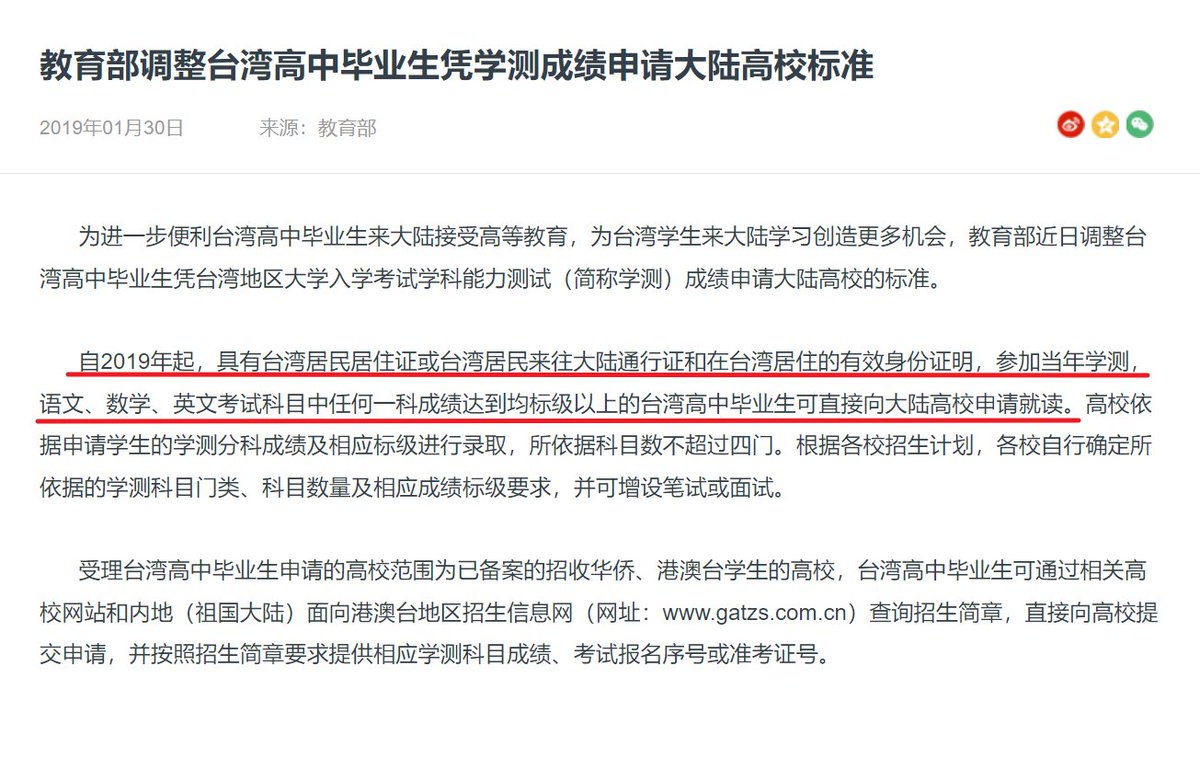 教育部调整台湾高中毕业生凭学测成绩申请大陆高校标准
2019年01月30日 来源：教育部
为进一步便利台湾高中毕业生来大陆接受高等教育，为台湾学生来大陆学习创造更多机会，教育部近日调整台
湾高中毕业生凭台湾地区大学入学考试学科能力测试（简称学测）成绩申请大陆高校的标准。
自2019年起，具有台湾居民居住证或台湾居民来往大陆通行证和在台湾居住的有效身份证明，参加当年学测，
语文、数学、英文考试科目中任何一科成绩达到均标级以上的台湾高中毕业生可直接向大陆高校申请就读。高校依
据申请学生的学测分科成绩及相应标级进行录取，所依据科目数不超过四门。根据各校招生计划，各校自行确定所
依据的学测科目门类、科目数量及相应成绩标级要求，并可增设笔试或面试。
受理台湾高中毕业生申请的高校范围为已备案的招收华侨、港澳台学生的高校，台湾高中毕业生可通过相关高
校网站和内地（祖国大陆）面向港澳台地区招生信息网（网址：www.gatzs.com.cn）查询招生简章，直接向高校提
交申请，并按照招生简章要求提供相应学测科目成绩、考试报名序号或准考证号。